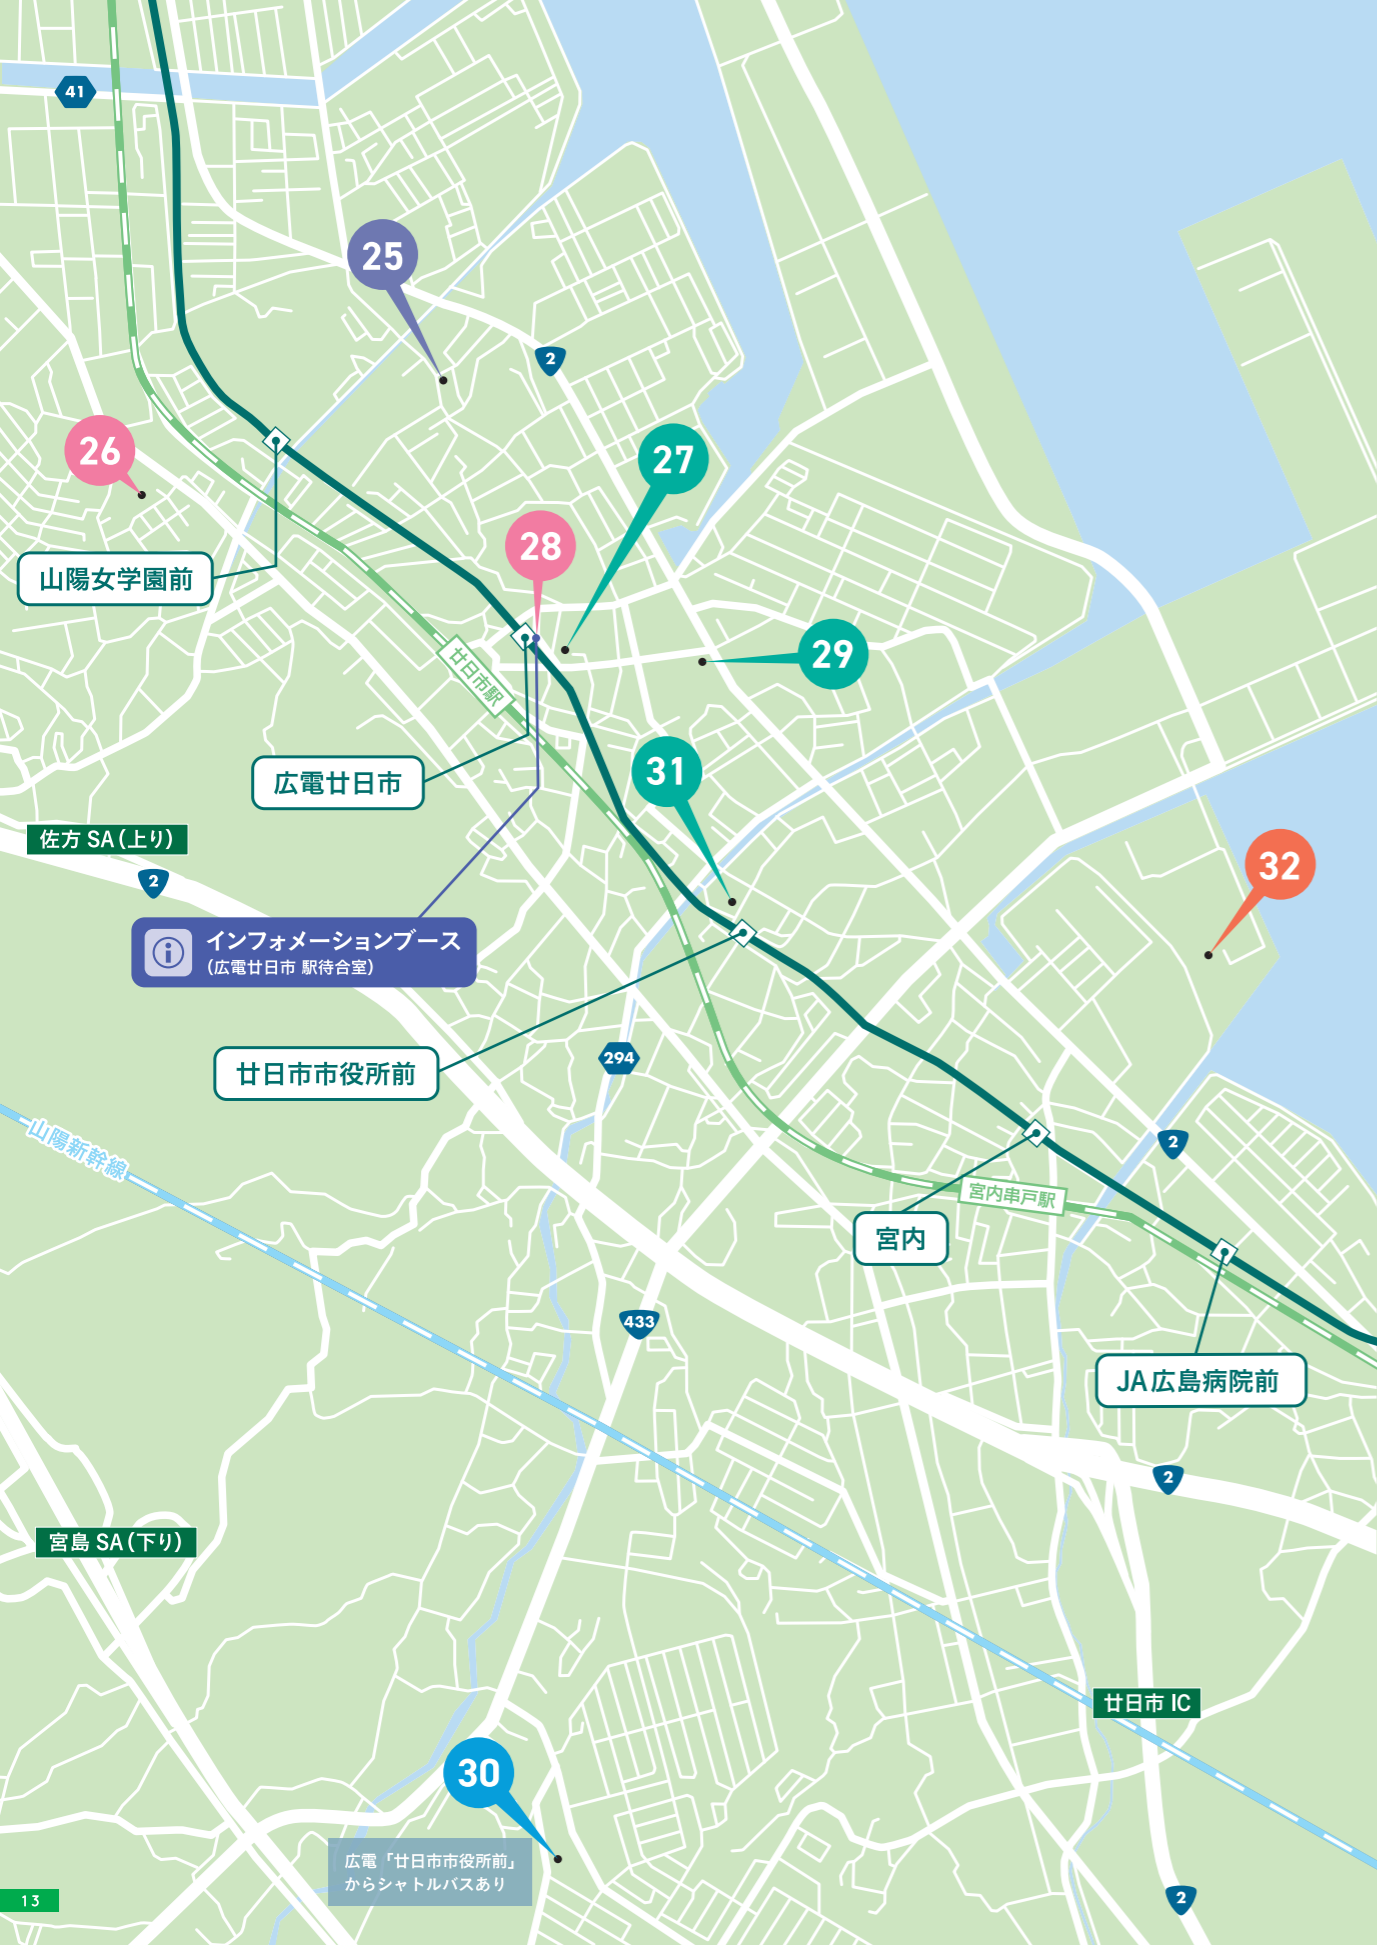 41
25
2
26
27
山陽女学園前
28
29
廿日市駅
広電廿日市
31
佐方 SA（上り）
2
32
インフォメーションブース
（広電廿日市 駅待合室）
廿日市市役所前
294
山陽新幹線
2
宮内串戸駅
宮内
433
JA広島病院前
2
宮島 SA（下り）
廿日市 IC
30
広電「廿日市市役所前」
からシャトルバスあり
13
2